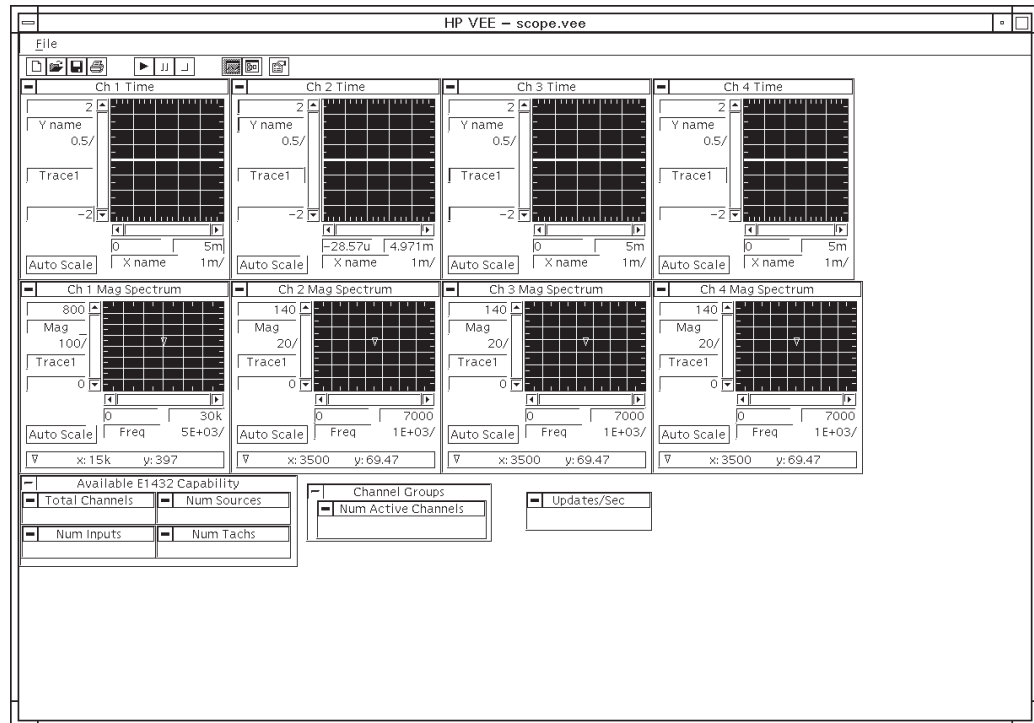 HP VEE – scope.vee
File
Ch 1 Time
2
Y name
0.5/
Trace1
−2
0 5m
Auto Scale X name 1m/
Ch 2 Time
2
Y name
0.5/
Trace1
−2
−28.57u 4.971m
Auto Scale X name 1m/
Ch 3 Time
2
Y name
0.5/
Trace1
−2
0 5m
Auto Scale X name 1m/
Ch 4 Time
2
Y name
0.5/
Trace1
−2
0 5m
Auto Scale X name 1m/
Ch 1 Mag Spectrum
800
Mag
100/
Trace1
0
0 30k
Auto Scale Freq 5E+03/
x: 15k y: 397
Ch 2 Mag Spectrum
140
Mag
20/
Trace1
0
0 7000
Auto Scale Freq 1E+03/
x: 3500 y: 69.47
Ch 3 Mag Spectrum
140
Mag
20/
Trace1
0
0 7000
Auto Scale Freq 1E+03/
x: 3500 y: 69.47
Ch 4 Mag Spectrum
140
Mag
20/
Trace1
0
0 7000
Auto Scale Freq 1E+03/
x: 3500 y: 69.47
Available E1432 Capability
Total Channels Num Sources
Num Inputs Num Tachs
Channel Groups
Num Active Channels
Updates/Sec